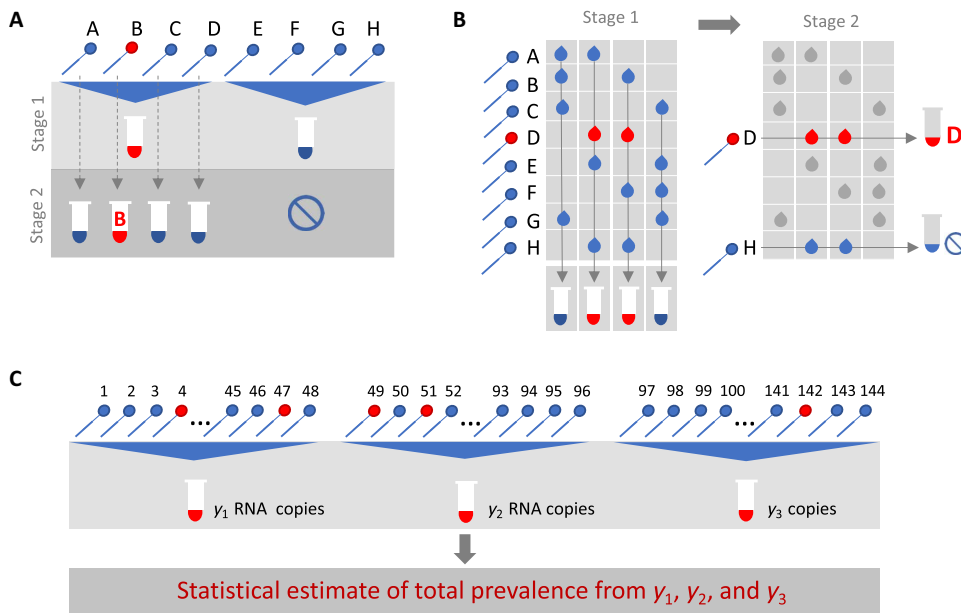 A
A B C D E F G H
Stage 1
B
Stage 2
B
Stage 1
Stage 2
A
B
C
D
E
F
G
H
D
D
H
C
1 2 3 4 ... 45 46 47 48 49 50 51 52 ... 93 94 95 96 97 98 99 100 ... 141 142 143 144
y1 RNA copies
y2 RNA copies
y3 copies
Statistical estimate of total prevalence from y1, y2, and y3